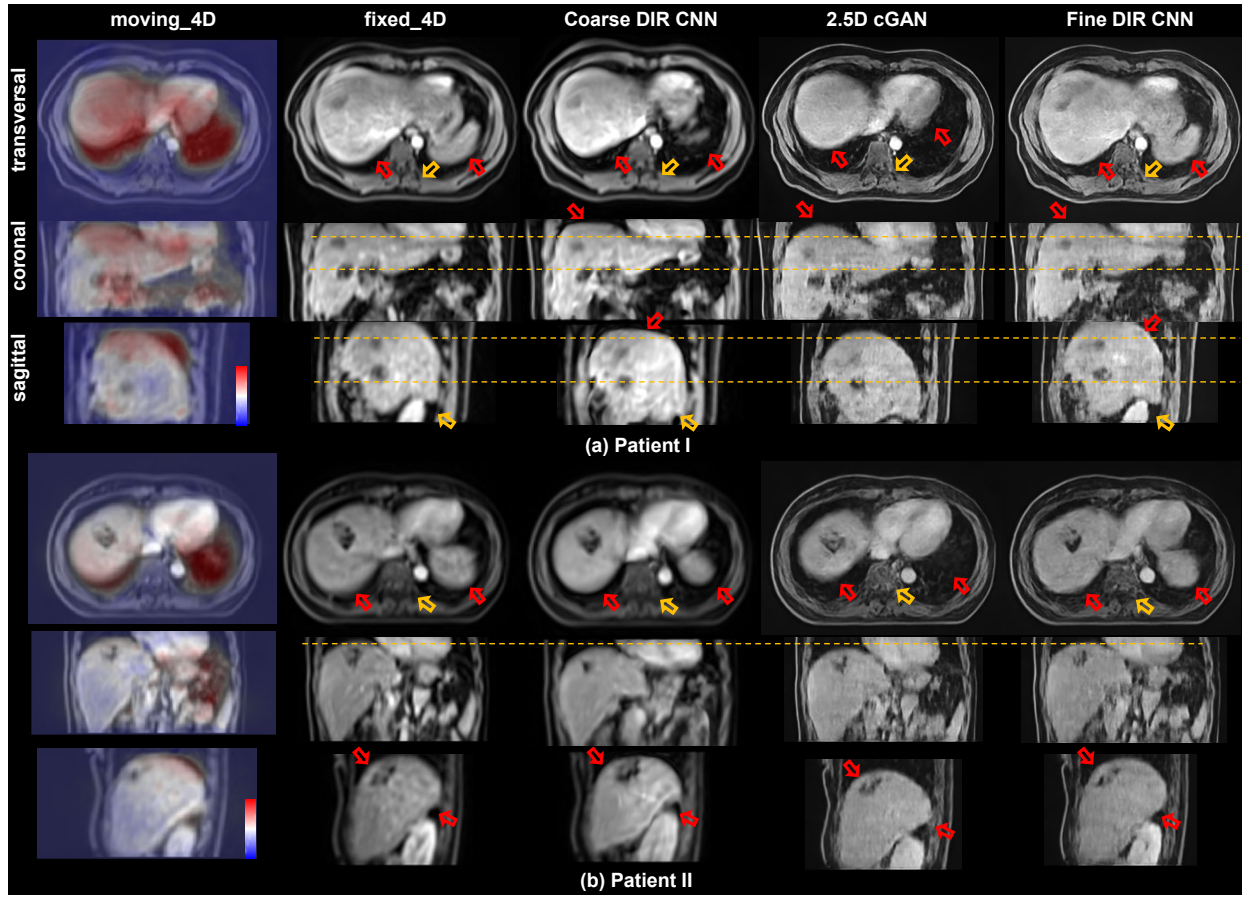 moving_4D fixed_4D Coarse DIR CNN 2.5D cGAN Fine DIR CNN
transversal
coronal
sagittal
(a) Patient I
(b) Patient II